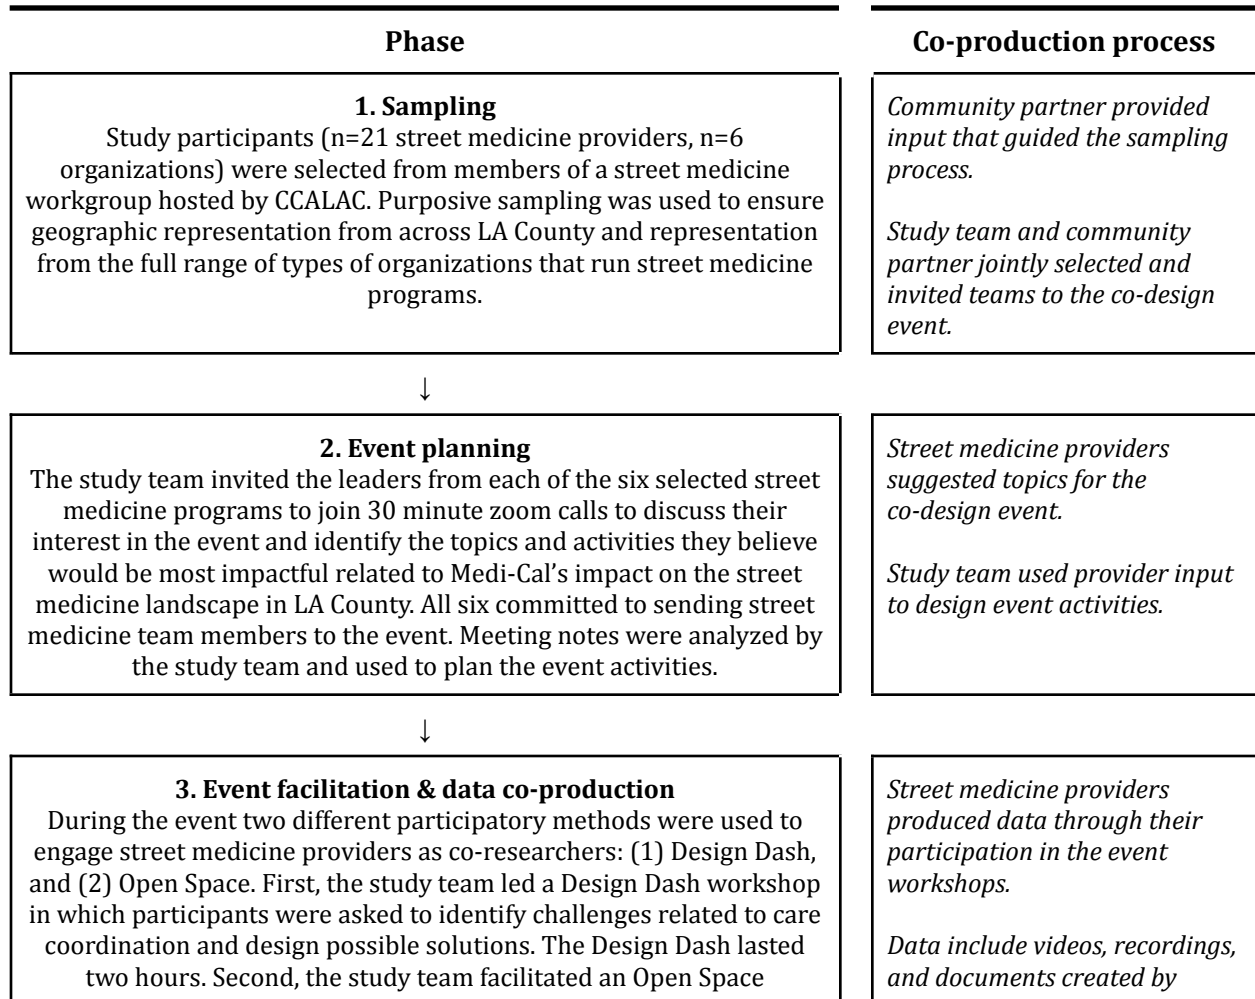 Phase
Co-production process
1. Sampling
Study participants (n=21 street medicine providers, n=6
organizations) were selected from members of a street medicine
workgroup hosted by CCALAC. Purposive sampling was used to ensure
geographic representation from across LA County and representation
from the full range of types of organizations that run street medicine
programs.
Community partner provided
input that guided the sampling
process.
Study team and community
partner jointly selected and
invited teams to the co-design
event.
↓
2. Event planning
The study team invited the leaders from each of the six selected street
medicine programs to join 30 minute zoom calls to discuss their
interest in the event and identify the topics and activities they believe
would be most impactful related to Medi-Cal's impact on the street
medicine landscape in LA County. All six committed to sending street
medicine team members to the event. Meeting notes were analyzed by
the study team and used to plan the event activities.
Street medicine providers
suggested topics for the
co-design event.
Study team used provider input
to design event activities.
↓
3. Event facilitation & data co-production
During the event two different participatory methods were used to
engage street medicine providers as co-researchers: (1) Design Dash,
and (2) Open Space. First, the study team led a Design Dash workshop
in which participants were asked to identify challenges related to care
coordination and design possible solutions. The Design Dash lasted
two hours. Second, the study team facilitated an Open Space
Street medicine providers
produced data through their
participation in the event
workshops.
Data include videos, recordings,
and documents created by